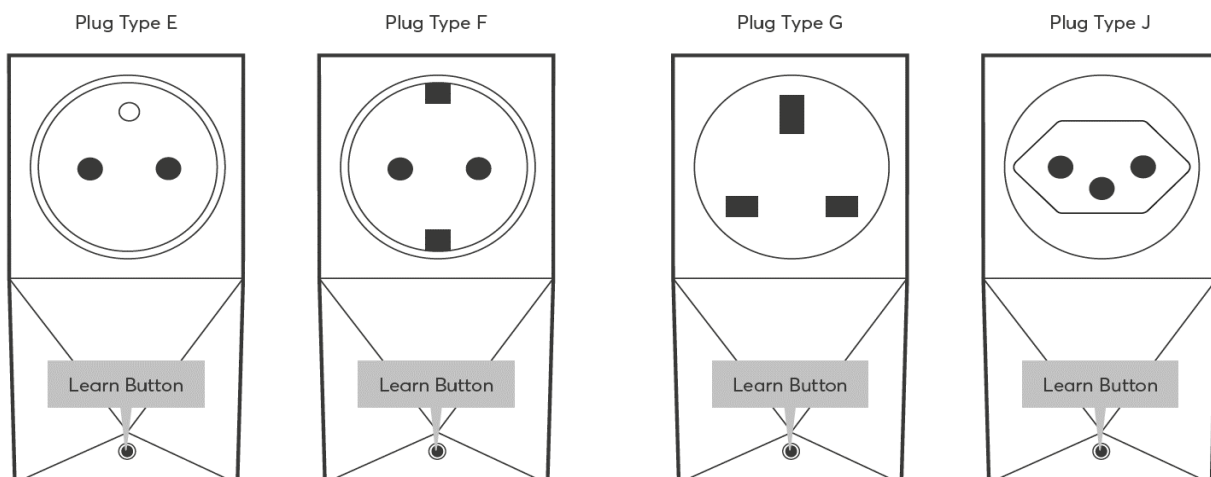 Plug Type E
Plug Type F
Plug Type G
Plug Type J
Learn Button
Learn Button
Learn Button
Learn Button